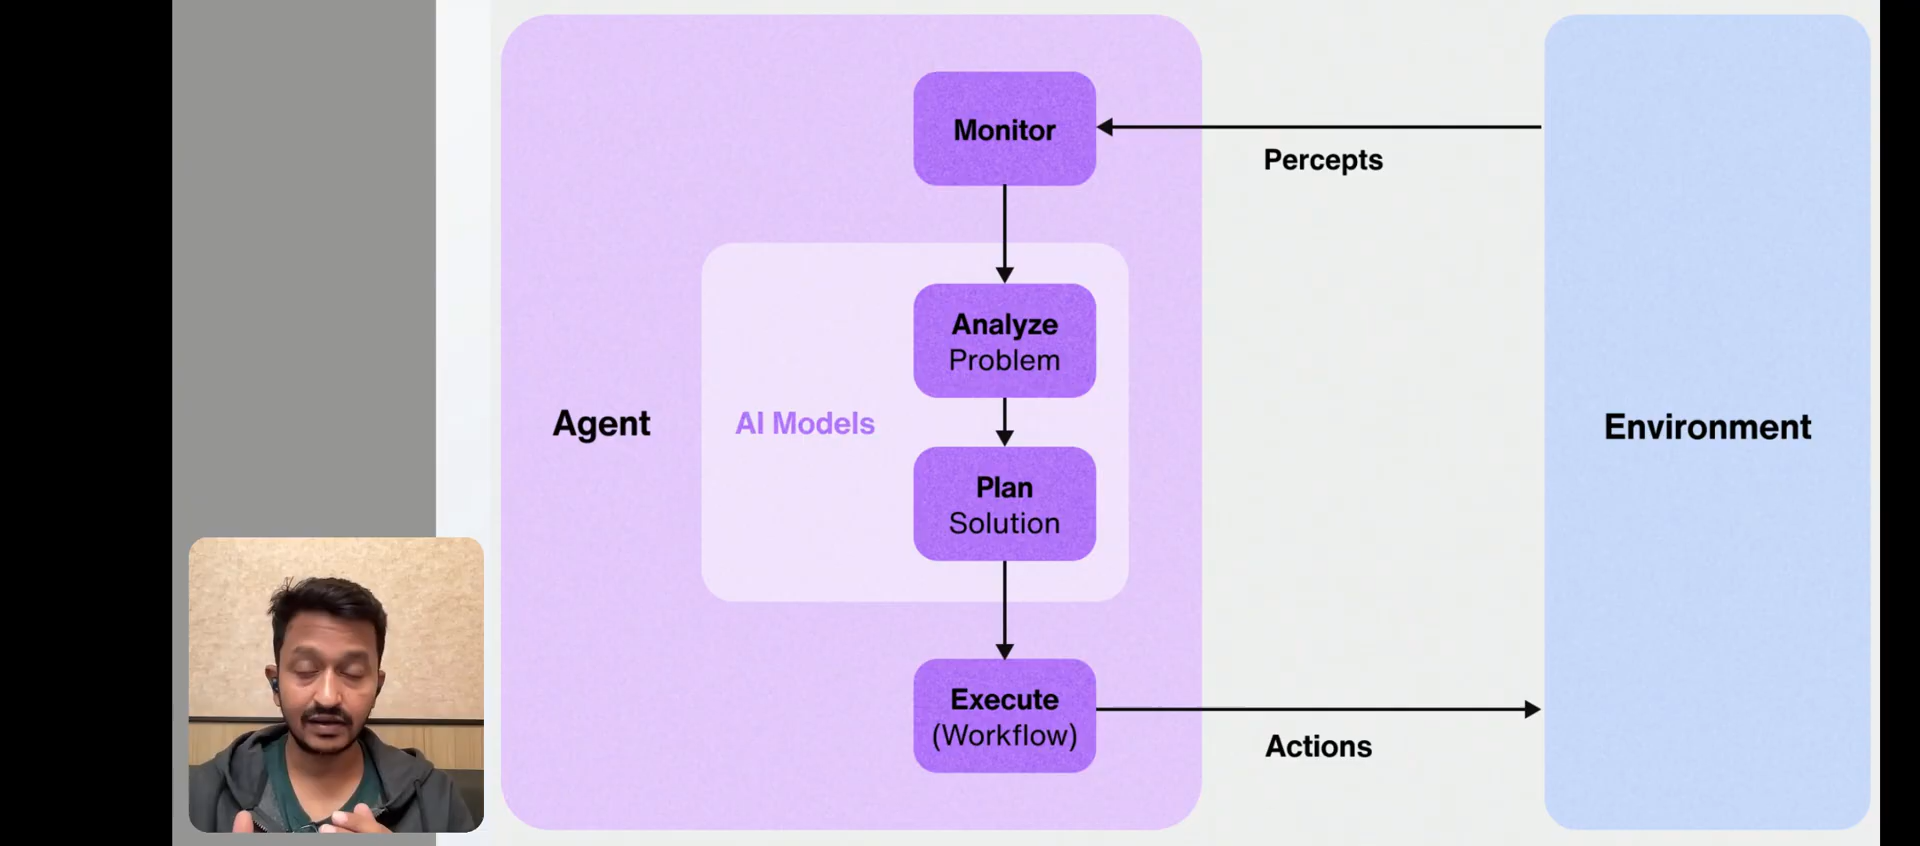 Monitor
Percepts
Analyze
Problem
Agent
AI Models
Environment
Plan
Solution
Execute
(Workflow)
Actions